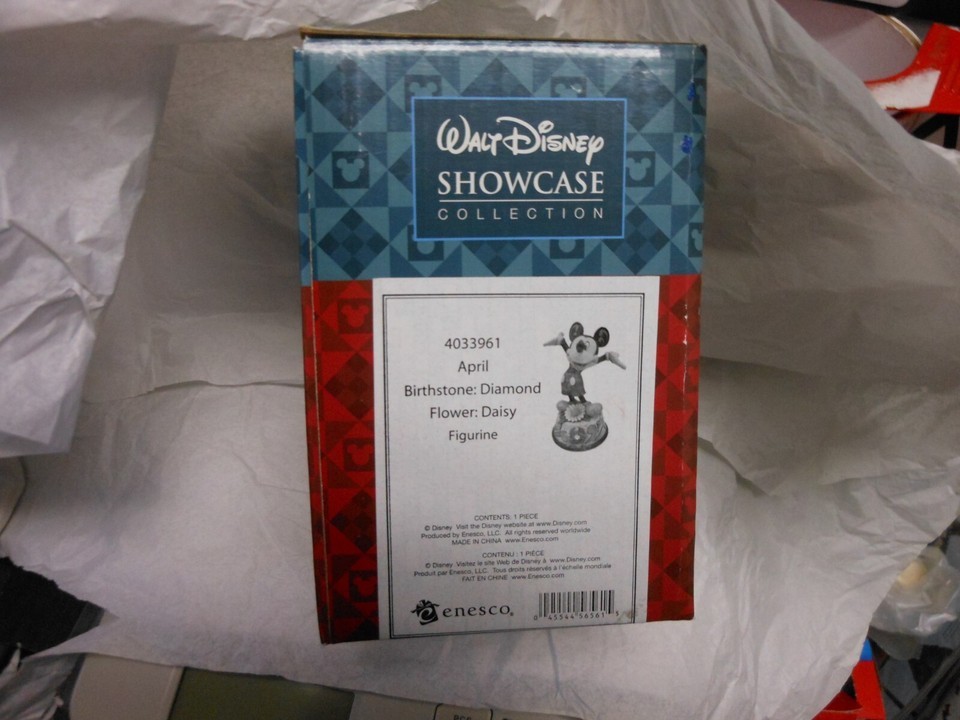 WALT DISNEY
SHOWCASE
COLLECTION
4033961
April
Birthstone: Diamond
Flower: Daisy
Figurine
CONTENTS: 1 PIECE
© Disney Visit the Disney website at www.Disney.com
Produced by Enesco, LLC. All rights reserved worldwide
MADE IN CHINA www.Enesco.com
CONTENU : 1 PIÈCE
© Disney Visitez le site Web de Disney à www.Disney.com
Produit par Enesco, LLC. Tous droits réservés à l'échelle mondiale
FAIT EN CHINE www.Enesco.com
enesco®
0 45544 56561